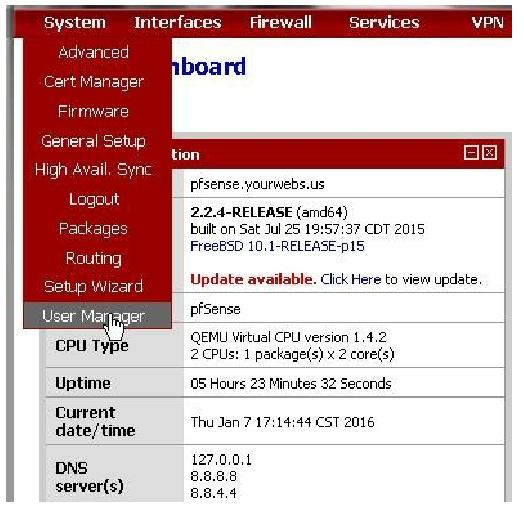 System Interfaces Firewall Services VPN
Advanced
Cert Manager
Firmware
General Setup
High Avail. Sync
Logout
Packages
Routing
Setup Wizard
User Manager
hboard
tion
pfsense.yourwebs.us
2.2.4-RELEASE (amd64)
built on Sat Jul 25 19:57:37 CDT 2015
FreeBSD 10.1-RELEASE-p15
Update available. Click Here to view update.
pfSense
CPU Type
QEMU Virtual CPU version 1.4.2
2 CPUs: 1 package(s) x 2 core(s)
Uptime
05 Hours 23 Minutes 32 Seconds
Current
date/time
Thu Jan 7 17:14:44 CST 2016
DNS
server(s)
127.0.0.1
8.8.8.8
8.8.4.4